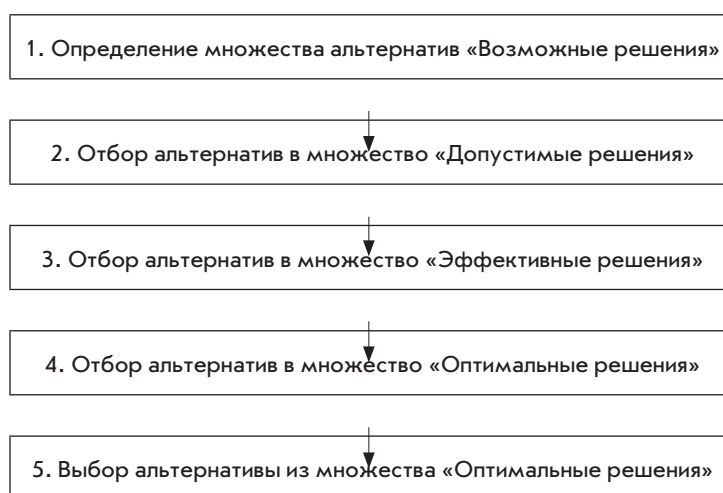 1. Определение множества альтернатив «Возможные решения»
2. Отбор альтернатив в множество «Допустимые решения»
3. Отбор альтернатив в множество «Эффективные решения»
4. Отбор альтернатив в множество «Оптимальные решения»
5. Выбор альтернативы из множества «Оптимальные решения»